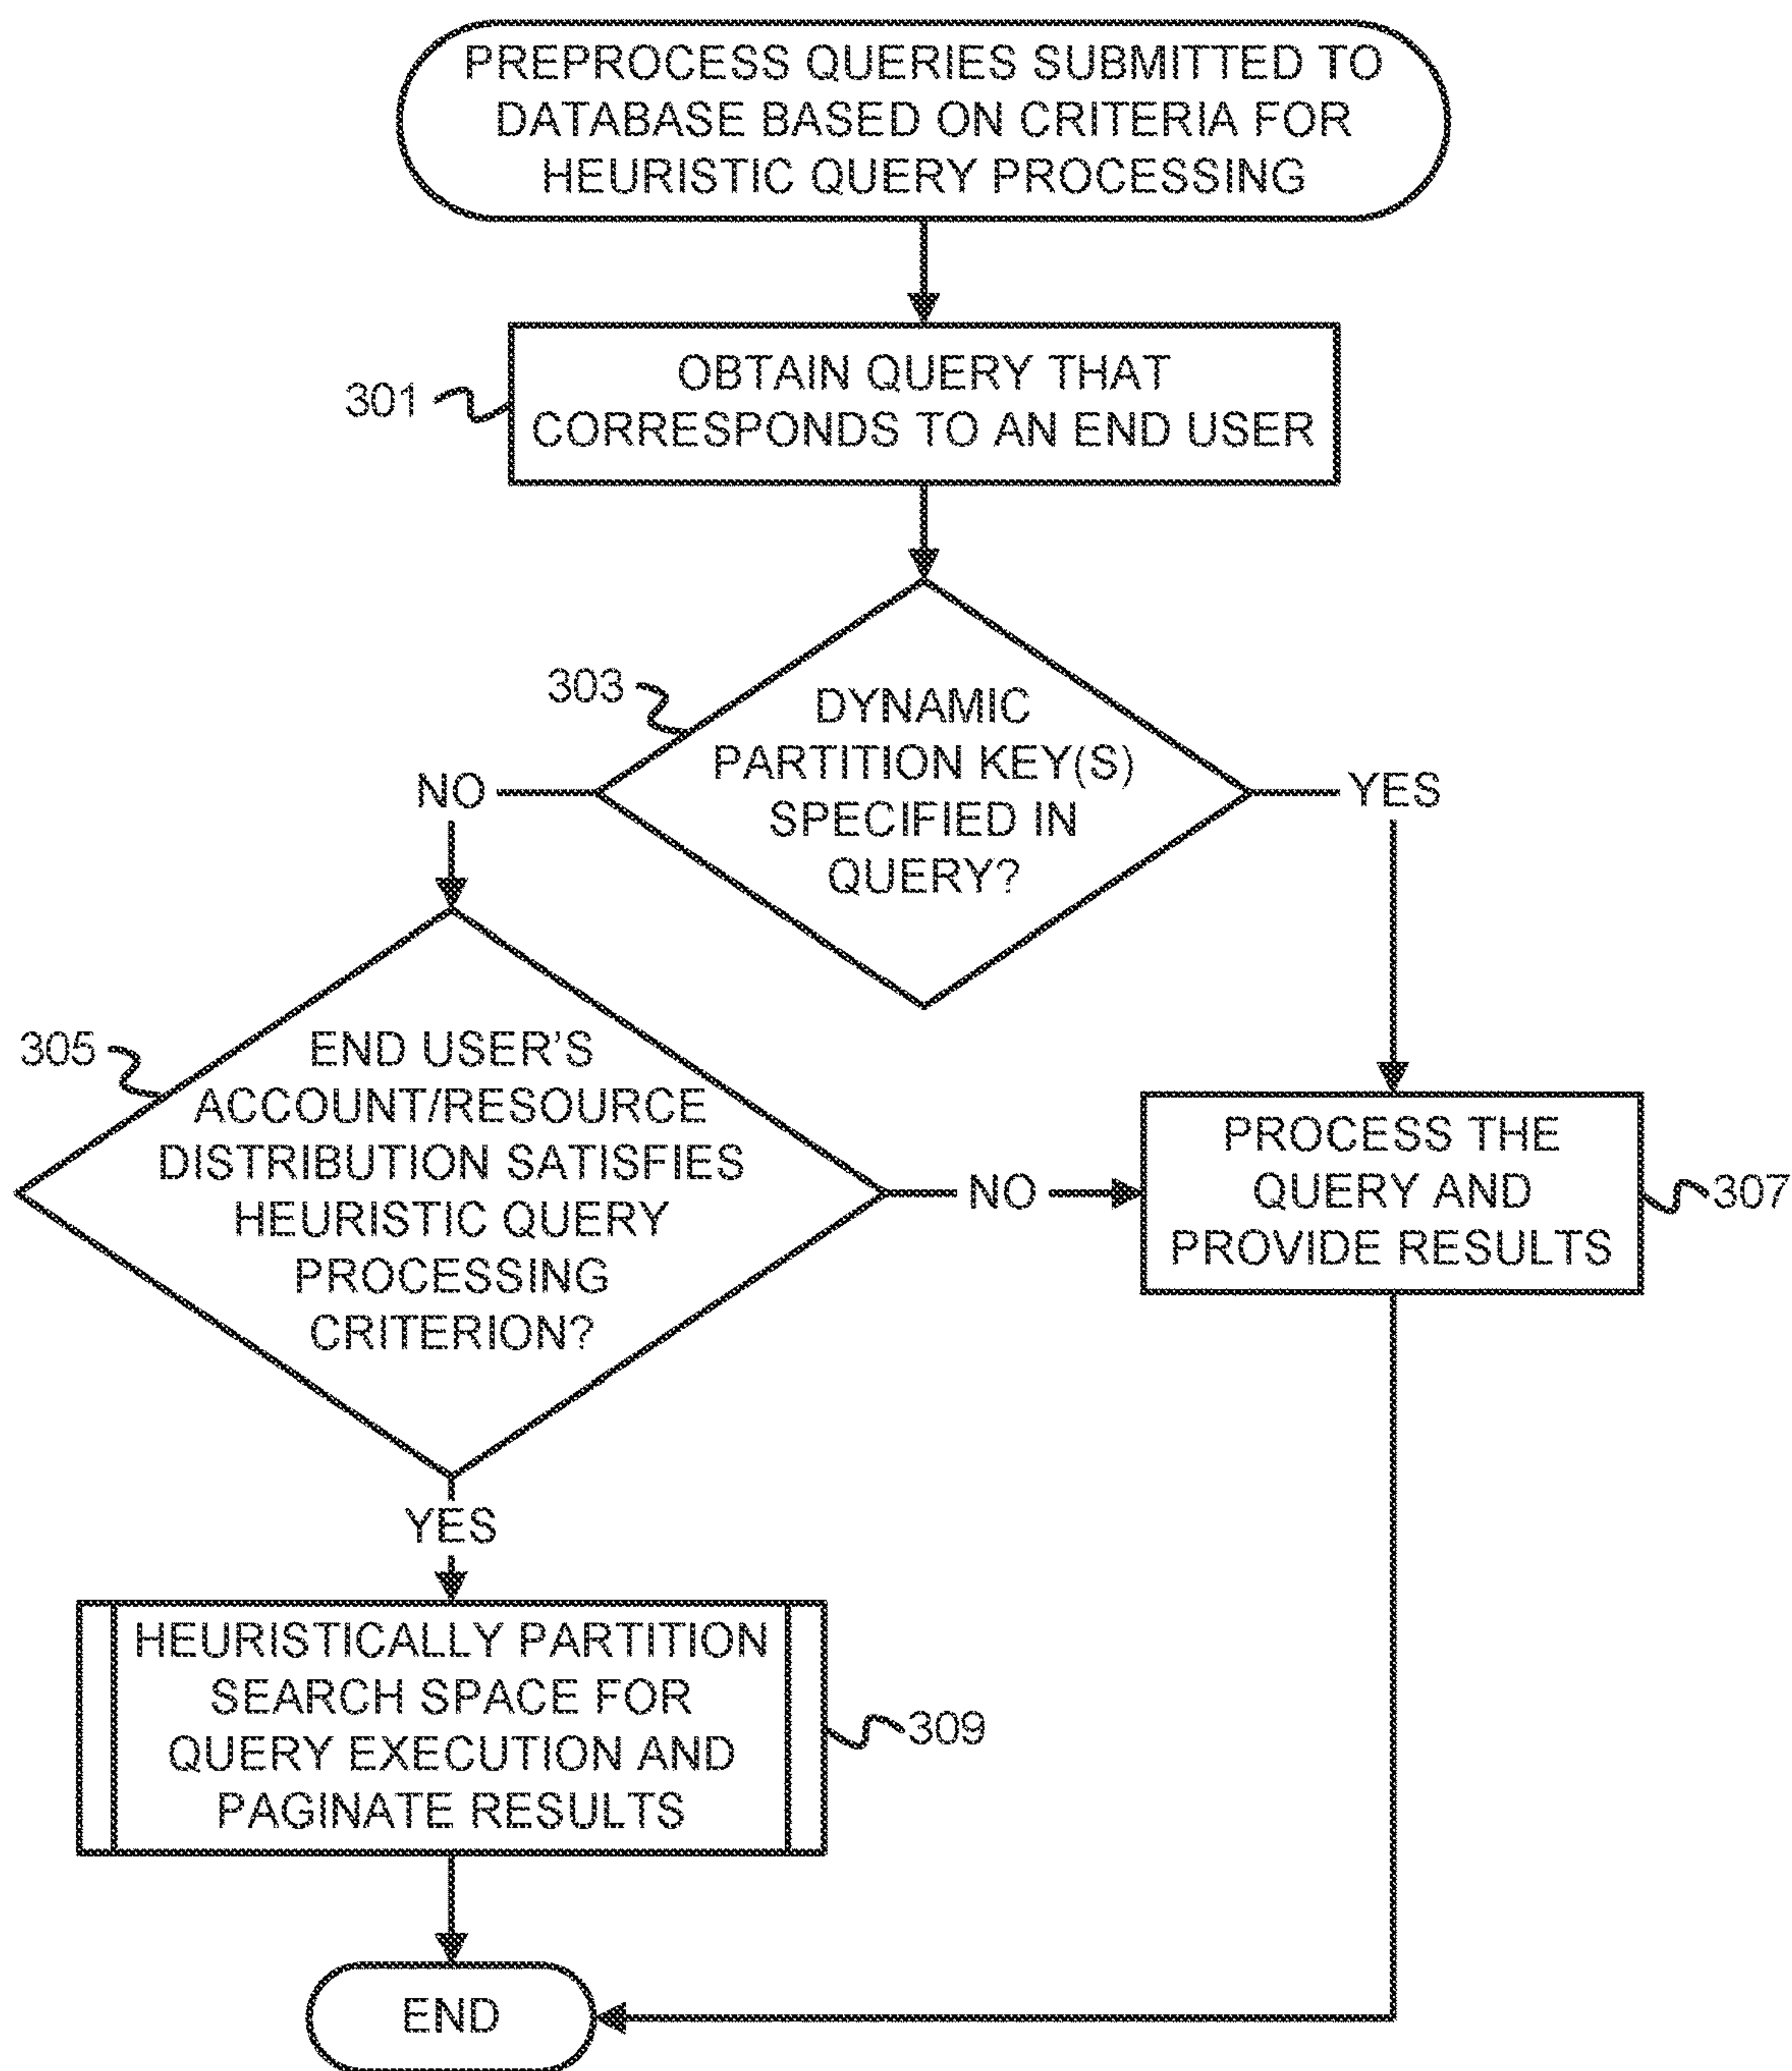 PREPROCESS QUERIES SUBMITTED TO
DATABASE BASED ON CRITERIA FOR
HEURISTIC QUERY PROCESSING
301
OBTAIN QUERY THAT
CORRESPONDS TO AN END USER
303
DYNAMIC
PARTITION KEY(S)
SPECIFIED IN
QUERY?
NO
YES
305
END USER'S
ACCOUNT/RESOURCE
DISTRIBUTION SATISFIES
HEURISTIC QUERY
PROCESSING
CRITERION?
NO
PROCESS THE
QUERY AND
PROVIDE RESULTS
307
YES
HEURISTICALLY PARTITION
SEARCH SPACE FOR
QUERY EXECUTION AND
PAGINATE RESULTS
309
END